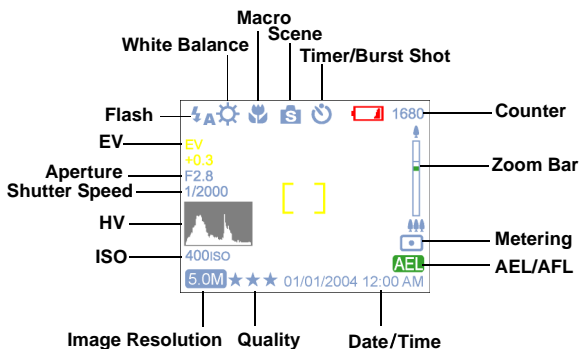 Macro
Scene
White Balance
Timer/Burst Shot
Flash
A
S
1680
Counter
EV
EV
+0.3
Aperture
F2.8
Zoom Bar
Shutter Speed
1/2000
HV
Metering
ISO
400ISO
AEL
AEL/AFL
5.0M
01/01/2004 12:00 AM
Image Resolution
Quality
Date/Time